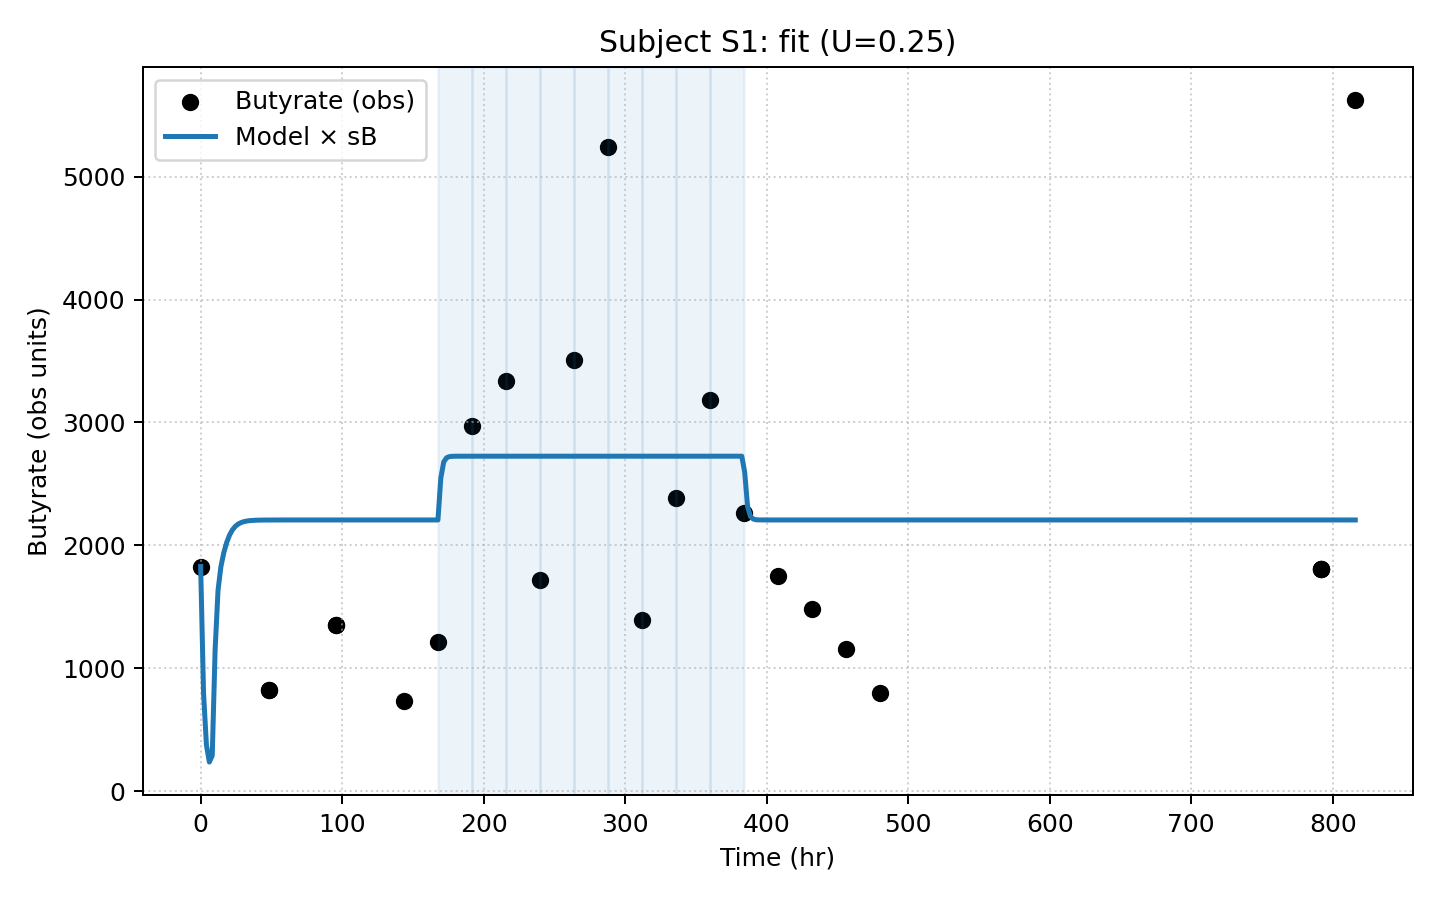 Subject S1: fit (U=0.25)
Butyrate (obs)
Model × sB
Butyrate (obs units)
5000
4000
3000
2000
1000
0
0 100 200 300 400 500 600 700 800
Time (hr)